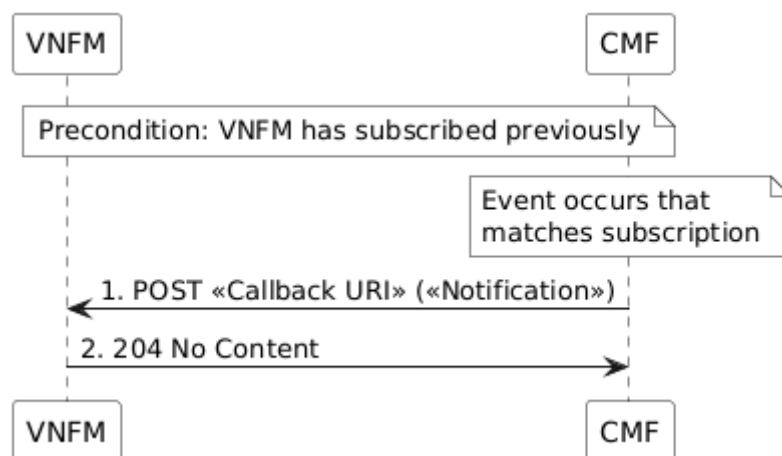 VNFM
CMF
Precondition: VNFM has subscribed previously
Event occurs that
matches subscription
1. POST «Callback URI» («Notification»)
2. 204 No Content
VNFM
CMF